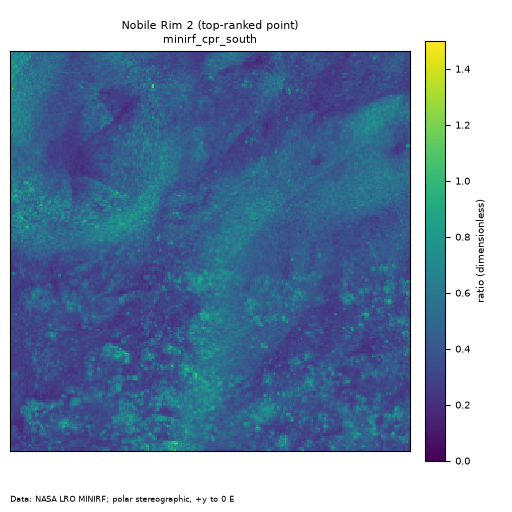 Nobile Rim 2 (top-ranked point)
minirf_cpr_south
1.4
1.2
1.0
0.8
0.6
0.4
0.2
0.0
ratio (dimensionless)
Data: NASA LRO MINIRF; polar stereographic, +y to 0 E